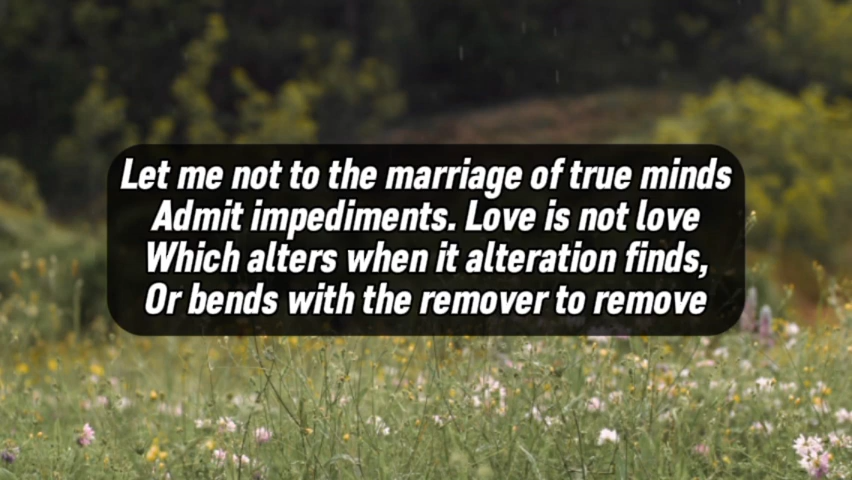 Let me not to the marriage of true minds
Admit impediments. Love is not love
Which alters when it alteration finds,
Or bends with the remover to remove